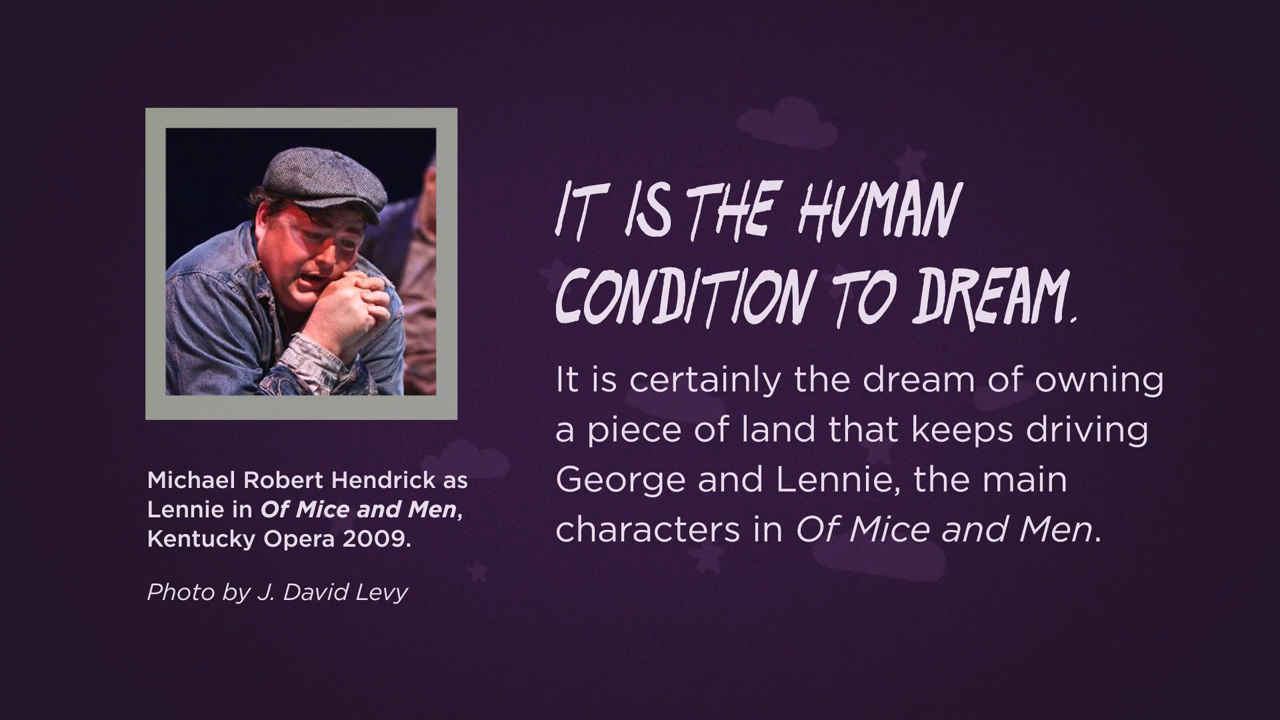 IT IS THE HUMAN
CONDITION TO DREAM.
It is certainly the dream of owning
a piece of land that keeps driving
George and Lennie, the main
characters in Of Mice and Men.
Michael Robert Hendrick as
Lennie in Of Mice and Men,
Kentucky Opera 2009.
Photo by J. David Levy